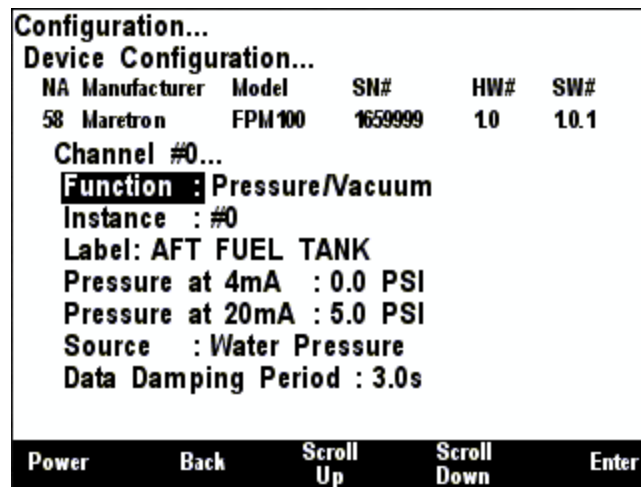 Configuration...
Device Configuration...
NA Manufacturer Model SN# HW# SW#
58 Maretron FPM100 1659999 1.0 1.0.1
Channel #0...
Function : Pressure/Vacuum
Instance : #0
Label: AFT FUEL TANK
Pressure at 4mA : 0.0 PSI
Pressure at 20mA : 5.0 PSI
Source : Water Pressure
Data Damping Period : 3.0s
Power Back Scroll Up Scroll Down Enter